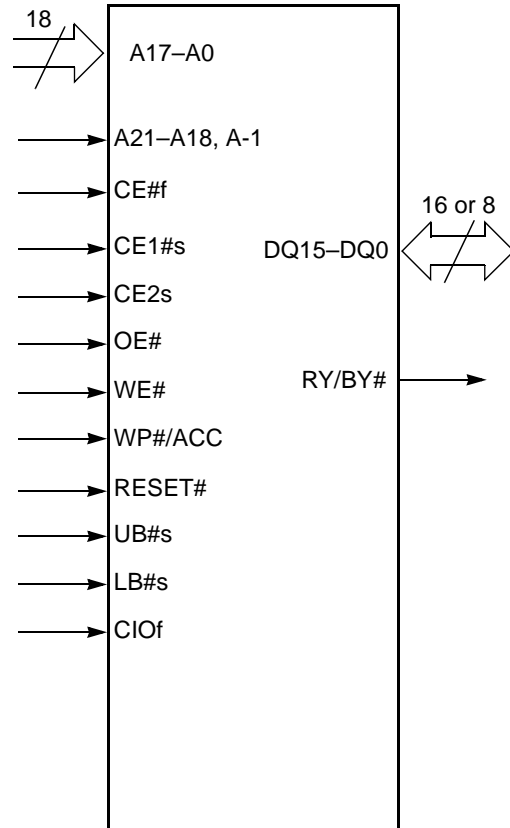 18
A17–A0
A21–A18, A-1
CE#f
CE1#s
CE2s
OE#
WE#
WP#/ACC
RESET#
UB#s
LB#s
CIOf
16 or 8
DQ15–DQ0
RY/BY#